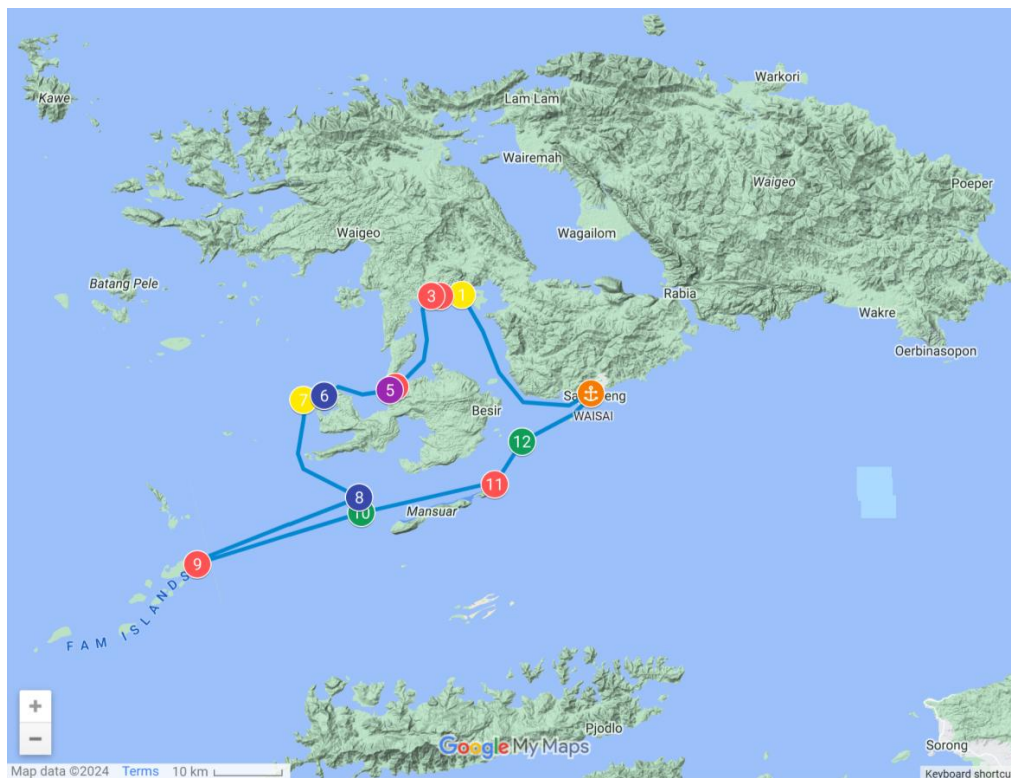 Kawe
Warkori
Lam Lam
Wairemah
Waigeo
Poeper
Waigeo
Wagailom
Batang Pele
Rabia
3
1
Wakre
Oerbinasopon
7
6
5
Besir
WAISAI
12
8
10
11
Mansuar
9
FAM ISLANDS
Pjodlo
Google My Maps
Sorong
+
−
Map data ©2024 Terms 10 km
Keyboard shortcu